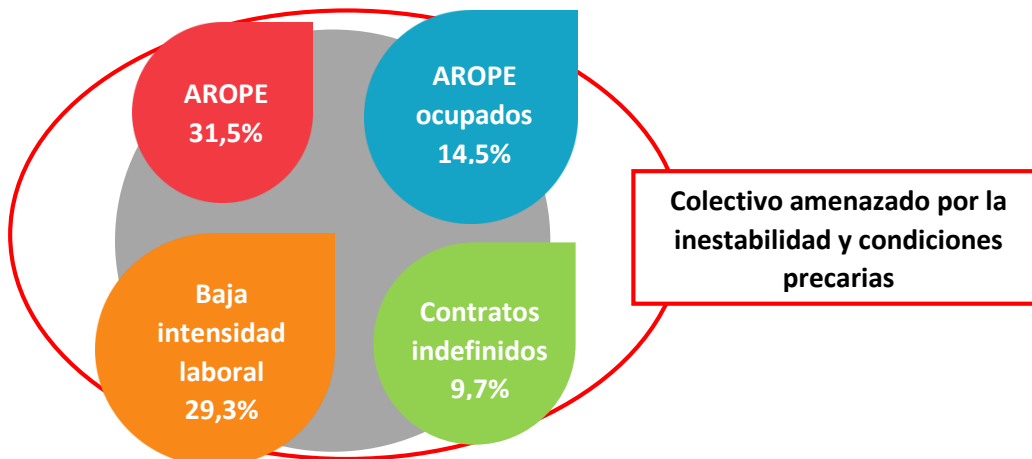 AROPE
31,5%
AROPE
ocupados
14,5%
Colectivo amenazado por la
inestabilidad y condiciones
precarias
Baja
intensidad
laboral
29,3%
Contratos
indefinidos
9,7%